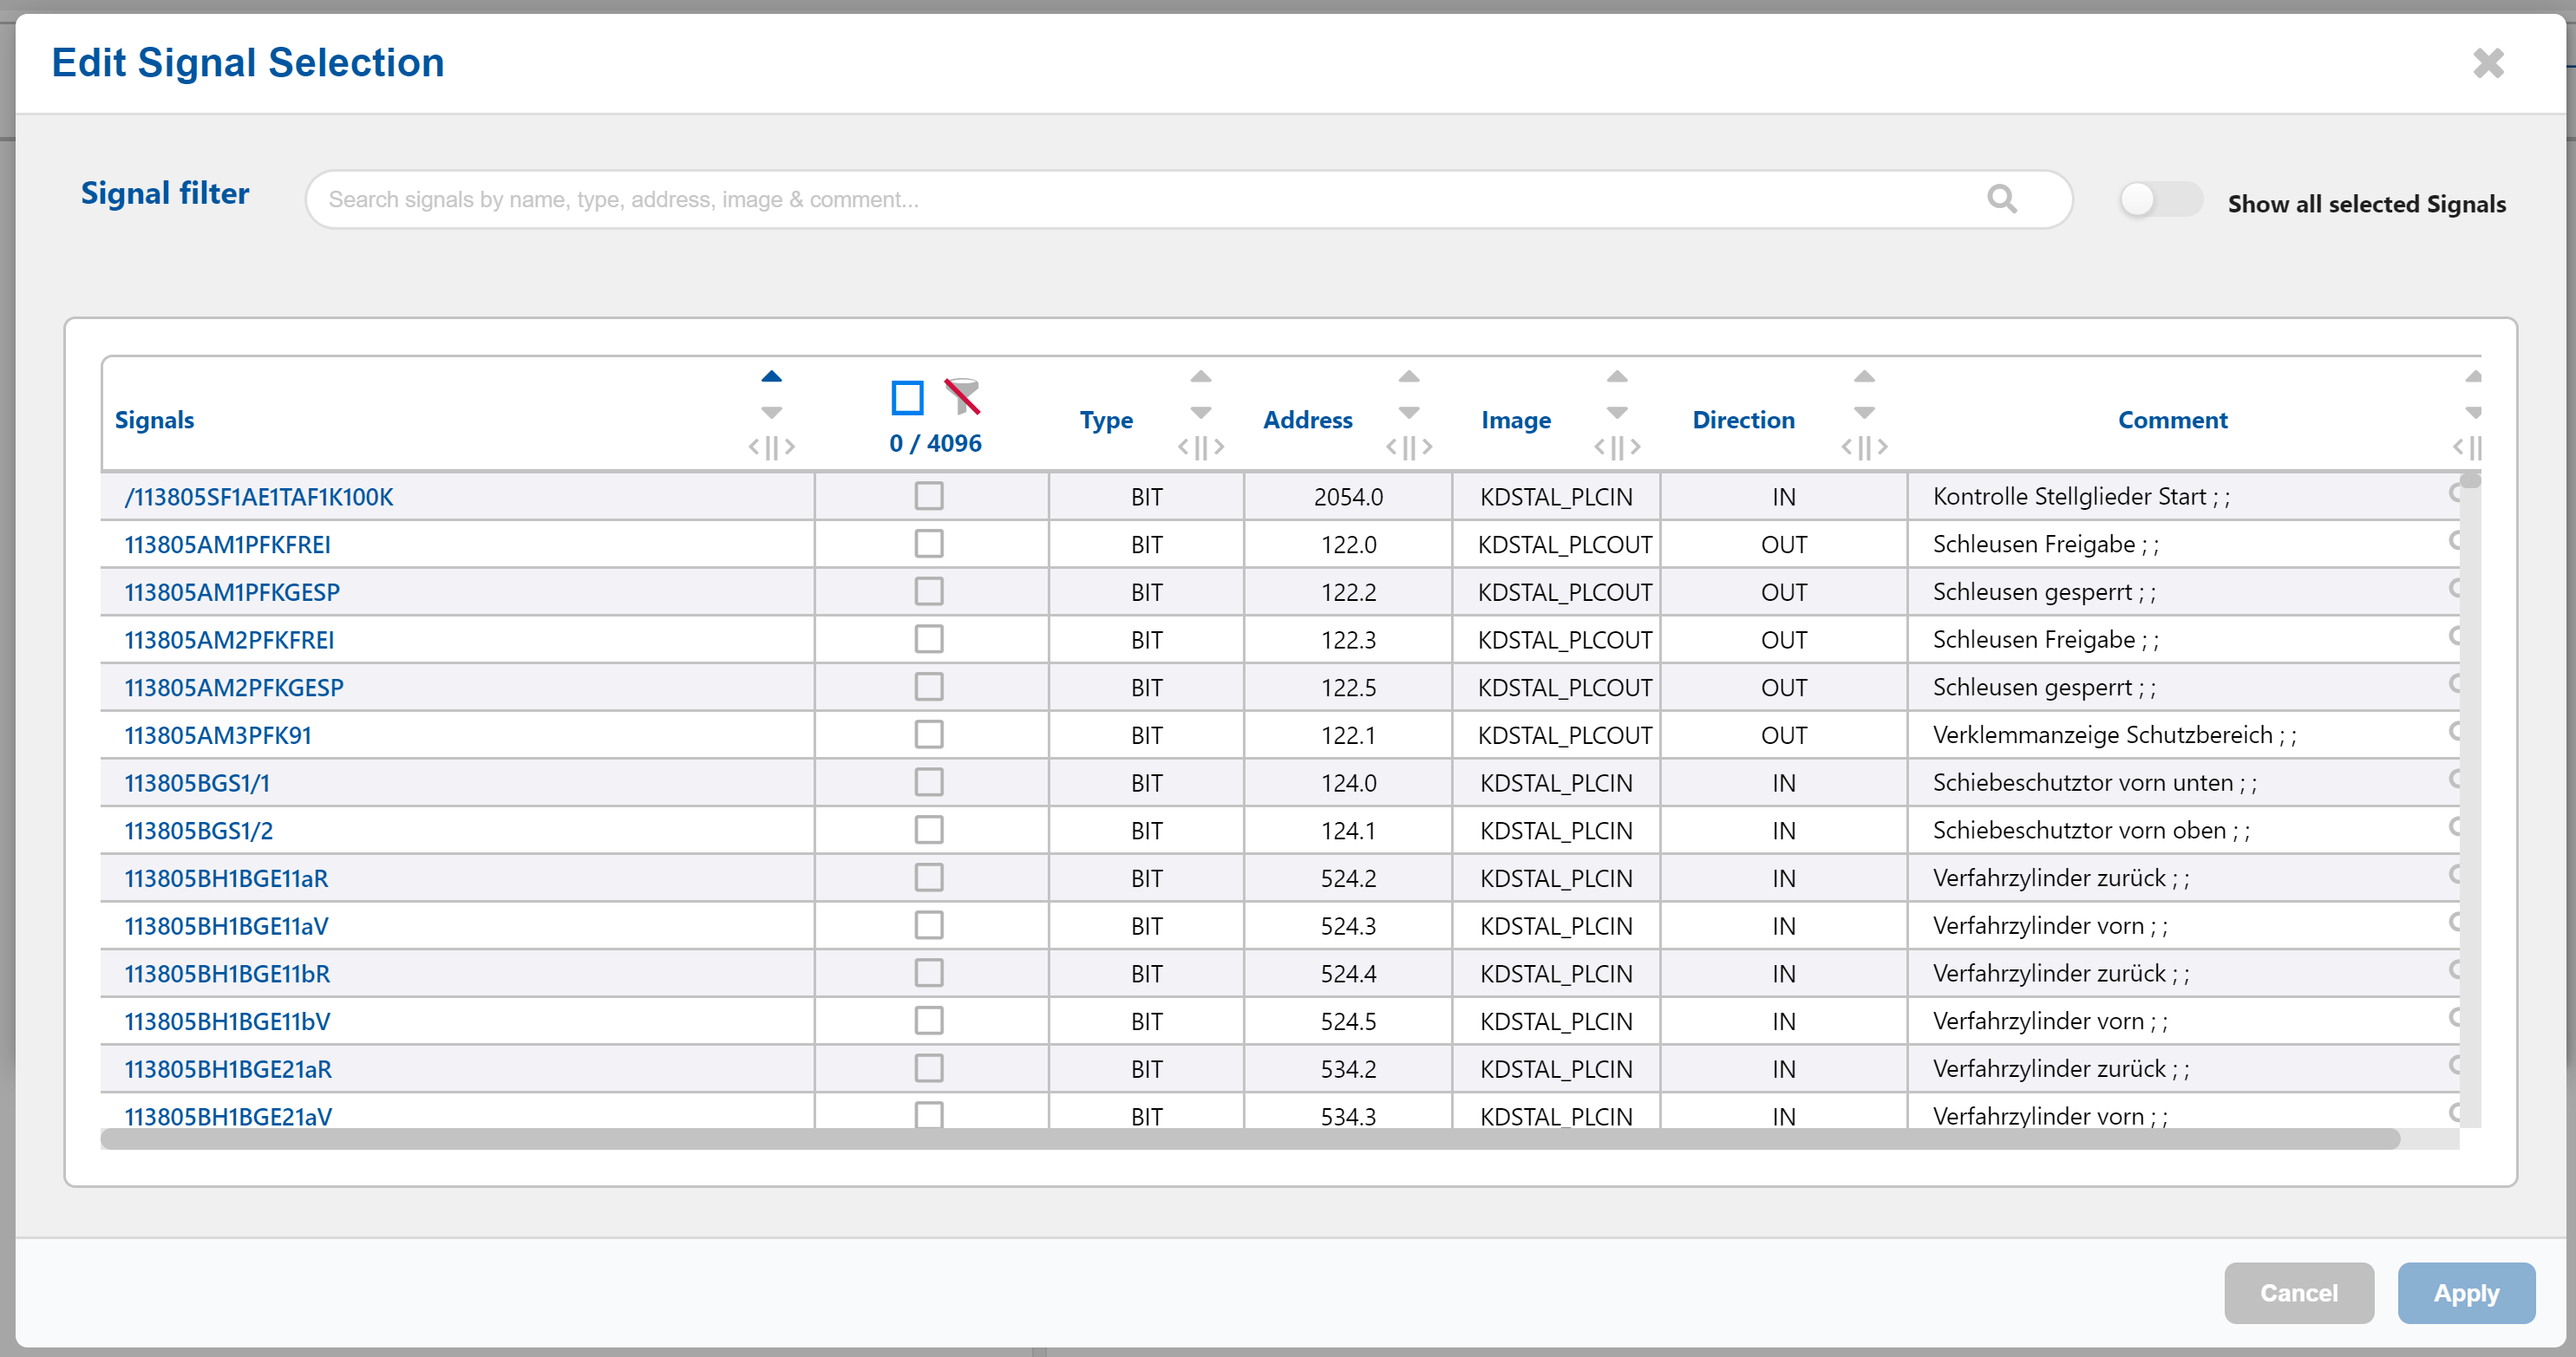 Edit Signal Selection
Signal filter
Search signals by name, type, address, image & comment...
Show all selected Signals
Signals 0 / 4096 Type Address Image Direction Comment
/113805SF1AE1TAF1K100K BIT 2054.0 KDSTAL_PLCIN IN Kontrolle Stellglieder Start ; ;
113805AM1PFKFREI BIT 122.0 KDSTAL_PLCOUT OUT Schleusen Freigabe ; ;
113805AM1PFKGESP BIT 122.2 KDSTAL_PLCOUT OUT Schleusen gesperrt ; ;
113805AM2PFKFREI BIT 122.3 KDSTAL_PLCOUT OUT Schleusen Freigabe ; ;
113805AM2PFKGESP BIT 122.5 KDSTAL_PLCOUT OUT Schleusen gesperrt ; ;
113805AM3PFK91 BIT 122.1 KDSTAL_PLCOUT OUT Verklemmanzeige Schutzbereich ; ;
113805BGS1/1 BIT 124.0 KDSTAL_PLCIN IN Schiebeschutztor vorn unten ; ;
113805BGS1/2 BIT 124.1 KDSTAL_PLCIN IN Schiebeschutztor vorn oben ; ;
113805BH1BGE11aR BIT 524.2 KDSTAL_PLCIN IN Verfahrzylinder zurück ; ;
113805BH1BGE11aV BIT 524.3 KDSTAL_PLCIN IN Verfahrzylinder vorn ; ;
113805BH1BGE11bR BIT 524.4 KDSTAL_PLCIN IN Verfahrzylinder zurück ; ;
113805BH1BGE11bV BIT 524.5 KDSTAL_PLCIN IN Verfahrzylinder vorn ; ;
113805BH1BGE21aR BIT 534.2 KDSTAL_PLCIN IN Verfahrzylinder zurück ; ;
113805BH1BGE21aV BIT 534.3 KDSTAL_PLCIN IN Verfahrzylinder vorn ; ;
Cancel Apply